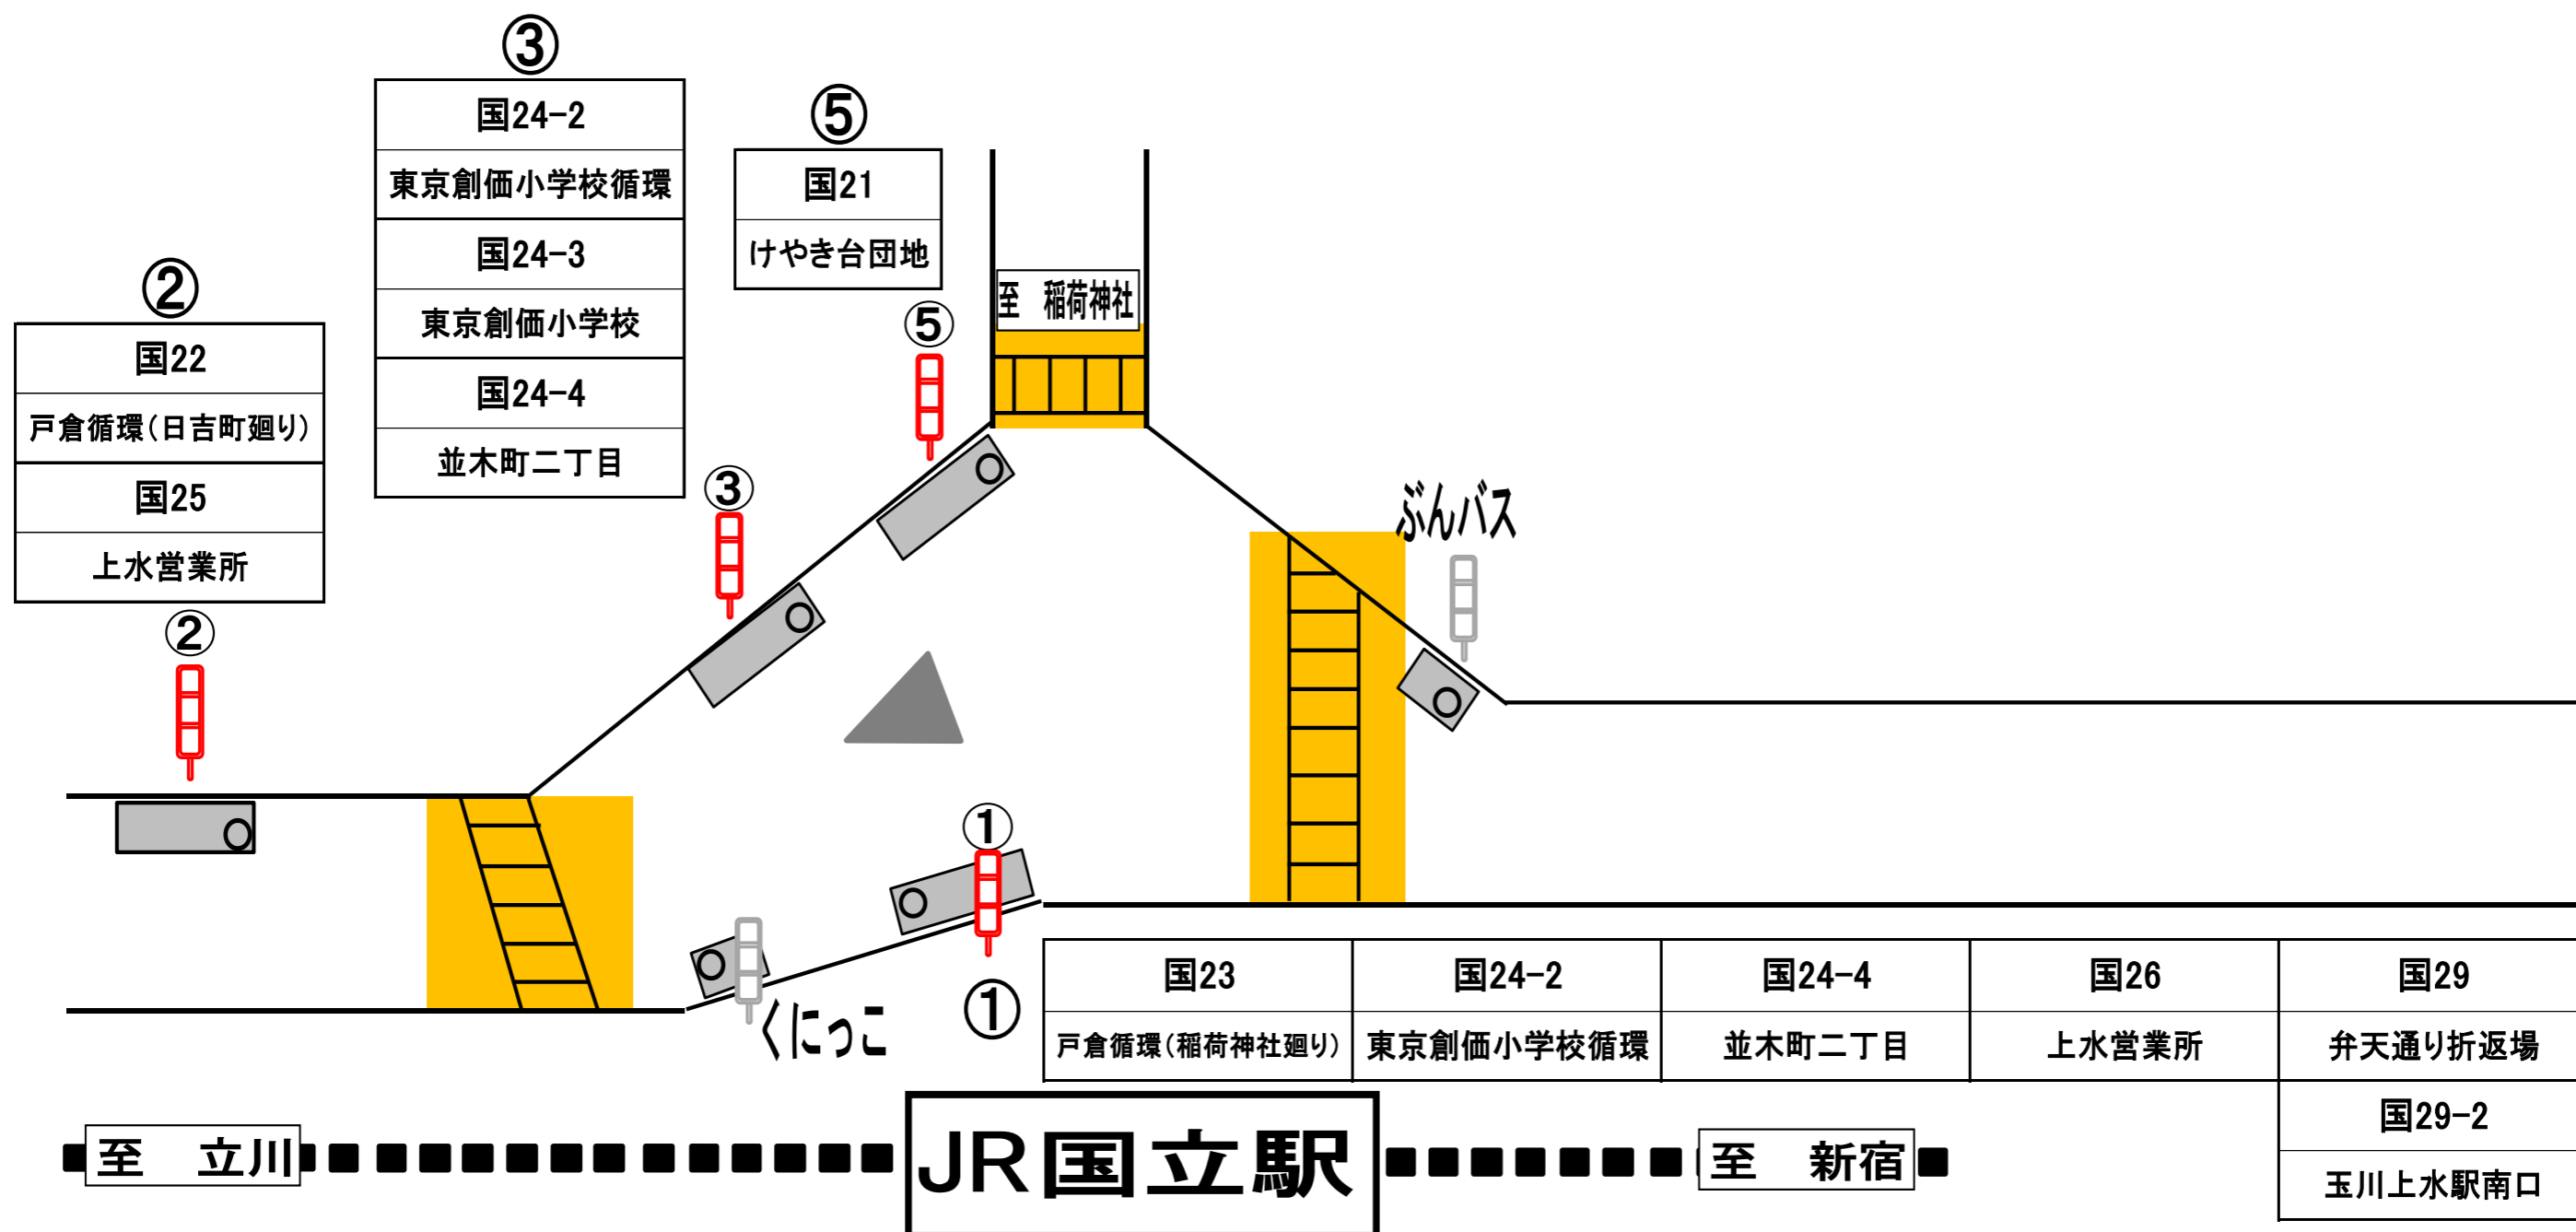 ③
国24-2
東京創価小学校循環
国24-3
東京創価小学校
国24-4
並木町二丁目
⑤
国21
けやき台団地
②
国22
戸倉循環(日吉町廻り)
国25
上水営業所
至 稲荷神社
⑤
③
②
ぶんバス
①
くにっこ
①
国23 国24-2 国24-4 国26 国29
戸倉循環(稲荷神社廻り) 東京創価小学校循環 並木町二丁目 上水営業所 弁天通り折返場
国29-2
玉川上水駅南口
至 立川
JR国立駅
至 新宿